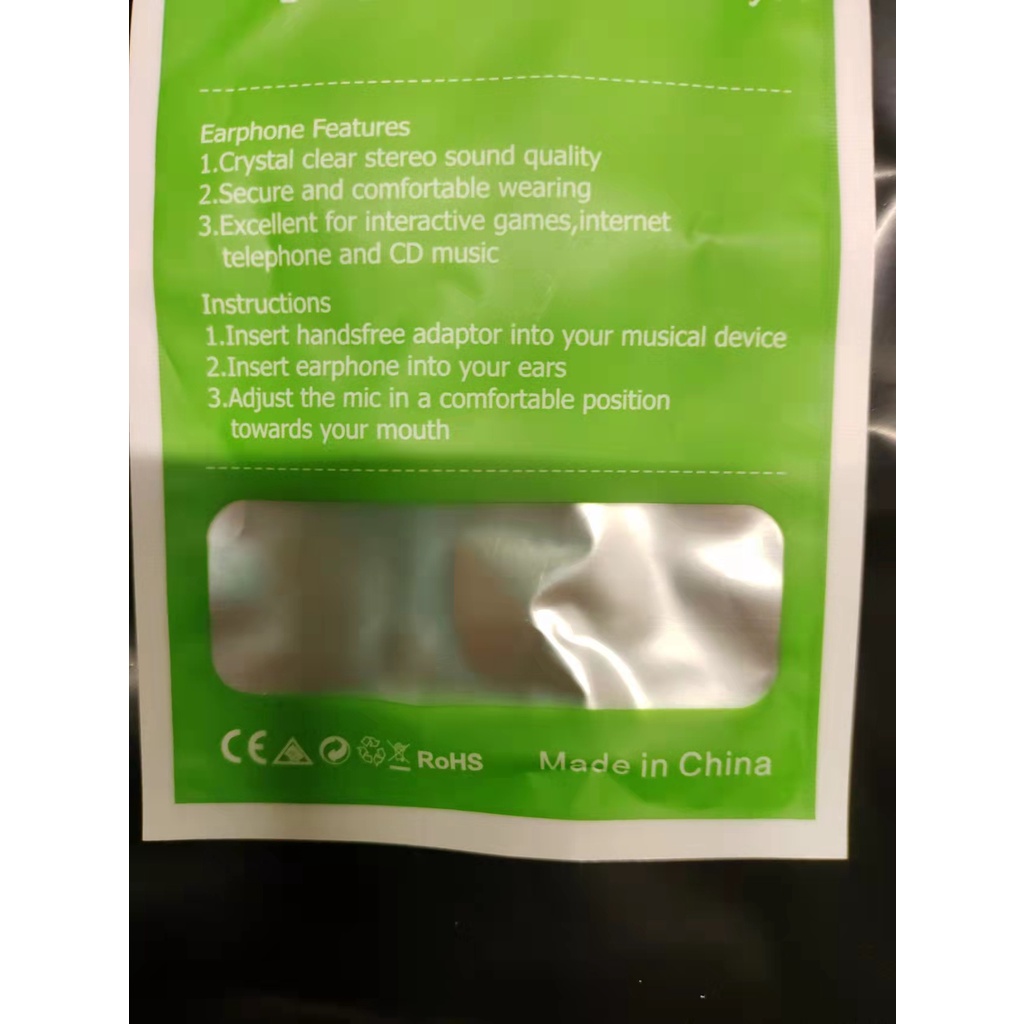 Earphone Features
1.Crystal clear stereo sound quality
2.Secure and comfortable wearing
3.Excellent for interactive games,internet
telephone and CD music
Instructions
1.Insert handsfree adaptor into your musical device
2.Insert earphone into your ears
3.Adjust the mic in a comfortable position
towards your mouth
CE RoHS Made in China